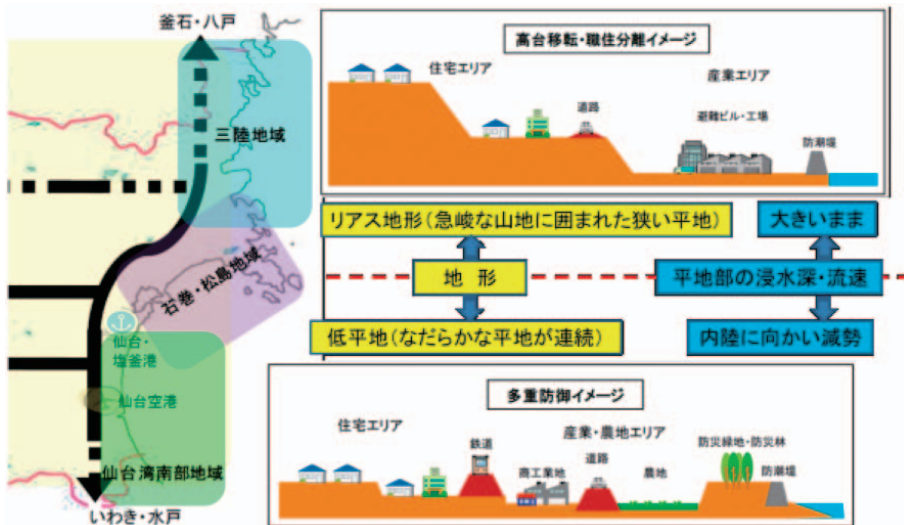 釜石・八戸
三陸地域
石巻・松島地域
仙台・
塩釜港
仙台空港
仙台湾南部地域
いわき・水戸
高台移転・職住分離イメージ
住宅エリア
産業エリア
道路
避難ビル・工場
防潮堤
リアス地形(急峻な山地に囲まれた狭い平地)
大きいまま
地 形
平地部の浸水深・流速
低平地(なだらかな平地が連続)
内陸に向かい減勢
多重防御イメージ
住宅エリア
産業・農地エリア
鉄道
商工業地
道路
農地
防災緑地・防災林
防潮堤